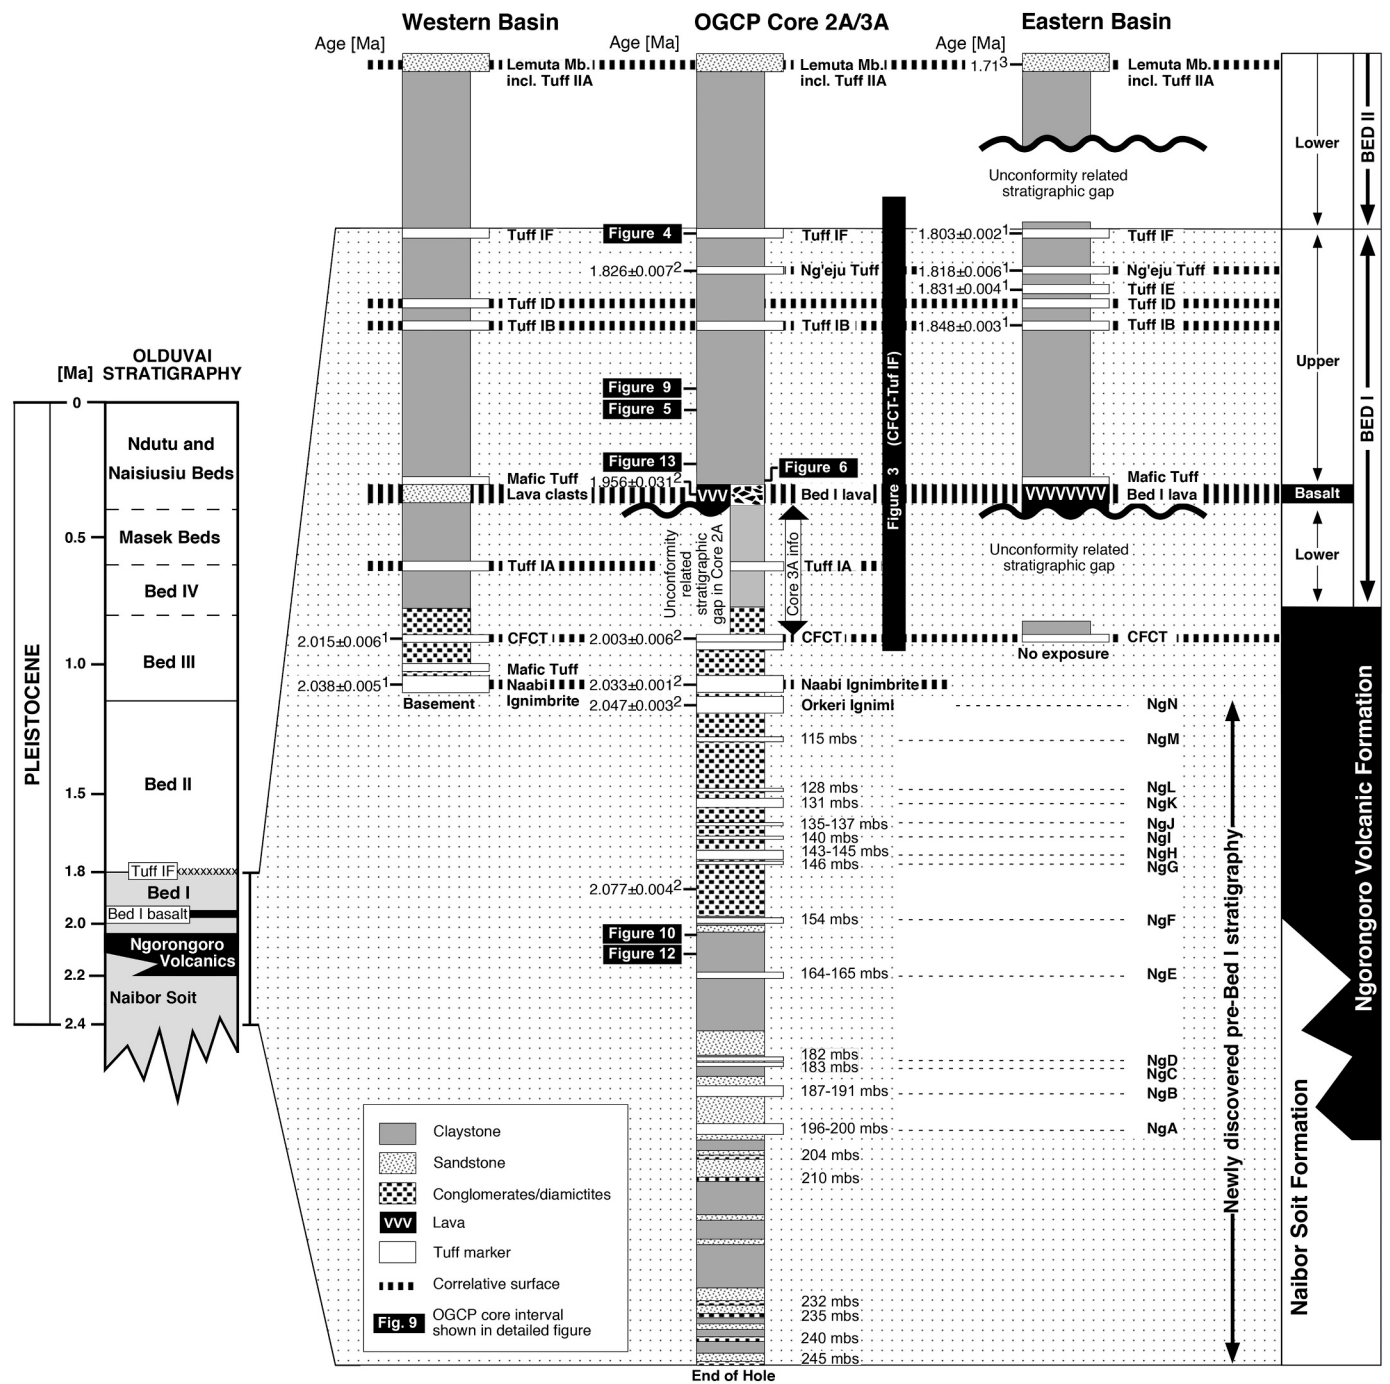 Western Basin
OGCP Core 2A/3A
Eastern Basin
Age [Ma]
Age [Ma]
Age [Ma]
Lemuta Mb.
incl. Tuff IIA
Lemuta Mb.
incl. Tuff IIA
1.71³
Lemuta Mb.
incl. Tuff IIA
Lower
BED II
Unconformity related
stratigraphic gap
Tuff IF
Figure 4
Tuff IF
1.803±0.002¹
Tuff IF
1.826±0.007²
Ng'eju Tuff
1.818±0.006¹
Ng'eju Tuff
1.831±0.004¹
Tuff IE
Tuff ID
Tuff ID
Tuff IB
Tuff IB
1.848±0.003¹
Tuff IB
Upper
BED I
Figure 3 (CFCT-Tuf IF)
Figure 9
Figure 5
Figure 13
Figure 6
Mafic Tuff
Lava clasts
1.956±0.031²
VVV
Bed I lava
VVVVVVVV
Mafic Tuff
Bed I lava
Basalt
Unconformity
related
stratigraphic
gap in Core 2A
Core 3A info
Unconformity related
stratigraphic gap
Lower
Tuff IA
Tuff IA
2.015±0.006¹
CFCT
2.003±0.006²
CFCT
CFCT
No exposure
Mafic Tuff
2.038±0.005¹
Naabi
Ignimbrite
Basement
2.033±0.001²
Naabi Ignimbrite
2.047±0.003²
Orkeri Ignim
NgN
115 mbs
NgM
128 mbs
NgL
131 mbs
NgK
135-137 mbs
NgJ
140 mbs
NgI
143-145 mbs
NgH
146 mbs
NgG
2.077±0.004²
154 mbs
NgF
Figure 10
Figure 12
164-165 mbs
NgE
182 mbs
NgD
183 mbs
NgC
187-191 mbs
NgB
196-200 mbs
NgA
204 mbs
210 mbs
232 mbs
235 mbs
240 mbs
245 mbs
End of Hole
Newly discovered pre-Bed I stratigraphy
Ngorongoro Volcanic Formation
Naibor Soit Formation
OLDUVAI
STRATIGRAPHY
[Ma]
PLEISTOCENE
0
0.5
1.0
1.5
1.8
2.0
2.2
2.4
Ndutu and
Naisiusiu Beds
Masek Beds
Bed IV
Bed III
Bed II
Tuff IF
xxxxxxxxxx
Bed I
Bed I basalt
Ngorongoro
Volcanics
Naibor Soit
Claystone
Sandstone
Conglomerates/diamictites
VVV
Lava
Tuff marker
Correlative surface
Fig. 9
OGCP core interval
shown in detailed figure